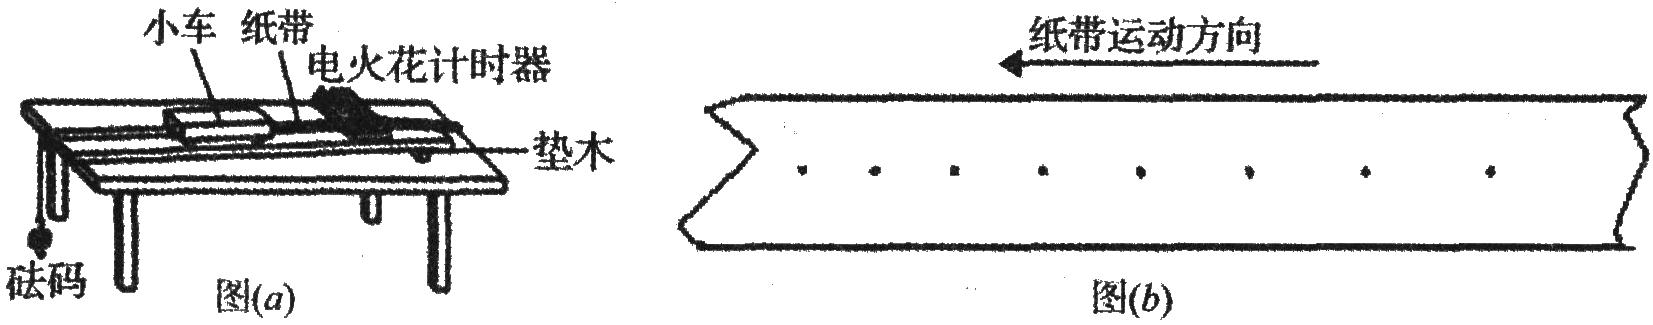 小车 纸带
电火花计时器
垫木
砝码
图(a)
纸带运动方向
图(b)